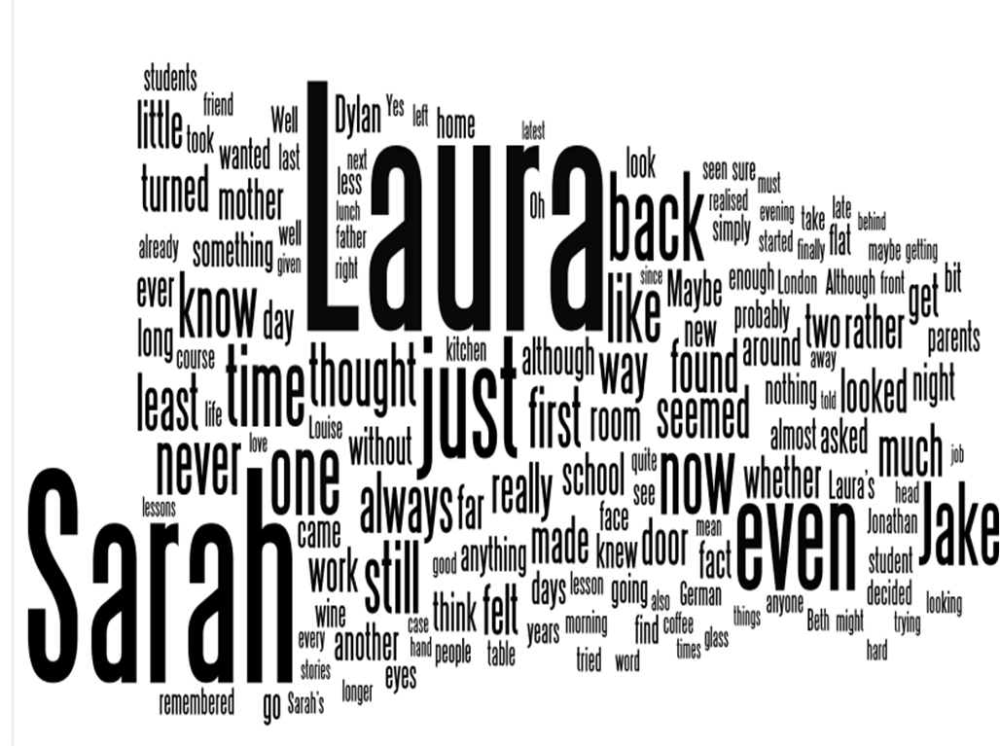 students
friend
little
took
Well
Laura
Dylan
Yes
left
home
latest
wanted
last
next
less
look
seen
sure
must
turned
mother
lunch
Oh
back
realised
evening
take
late
behind
already
something
well
given
father
right
simply
started
finally
flat
maybe
getting
ever
know
day
since
like
Maybe
enough
London
Although
front
get
bit
long
course
new
probably
two
rather
parents
time
thought
kitchen
just
although
way
found
around
away
least
life
Louise
first
room
seemed
nothing
told
looked
night
never
love
one
without
almost
asked
much
job
Sarah
lessons
always
far
really
school
quite
see
now
whether
Laura's
head
Jake
came
face
even
Jonathan
work
still
good
anything
made
knew
door
mean
fact
student
wine
case
think
felt
days
lesson
going
also
German
things
anyone
decided
looking
every
another
hand
people
table
years
morning
find
coffee
times
glass
Beth
might
trying
stories
eyes
tried
word
hard
remembered
go
Sarah's
longer